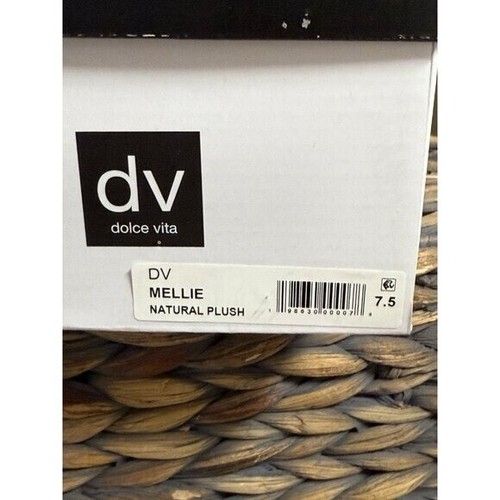 dv
dolce vita
DV
MELLIE
NATURAL PLUSH
7.5